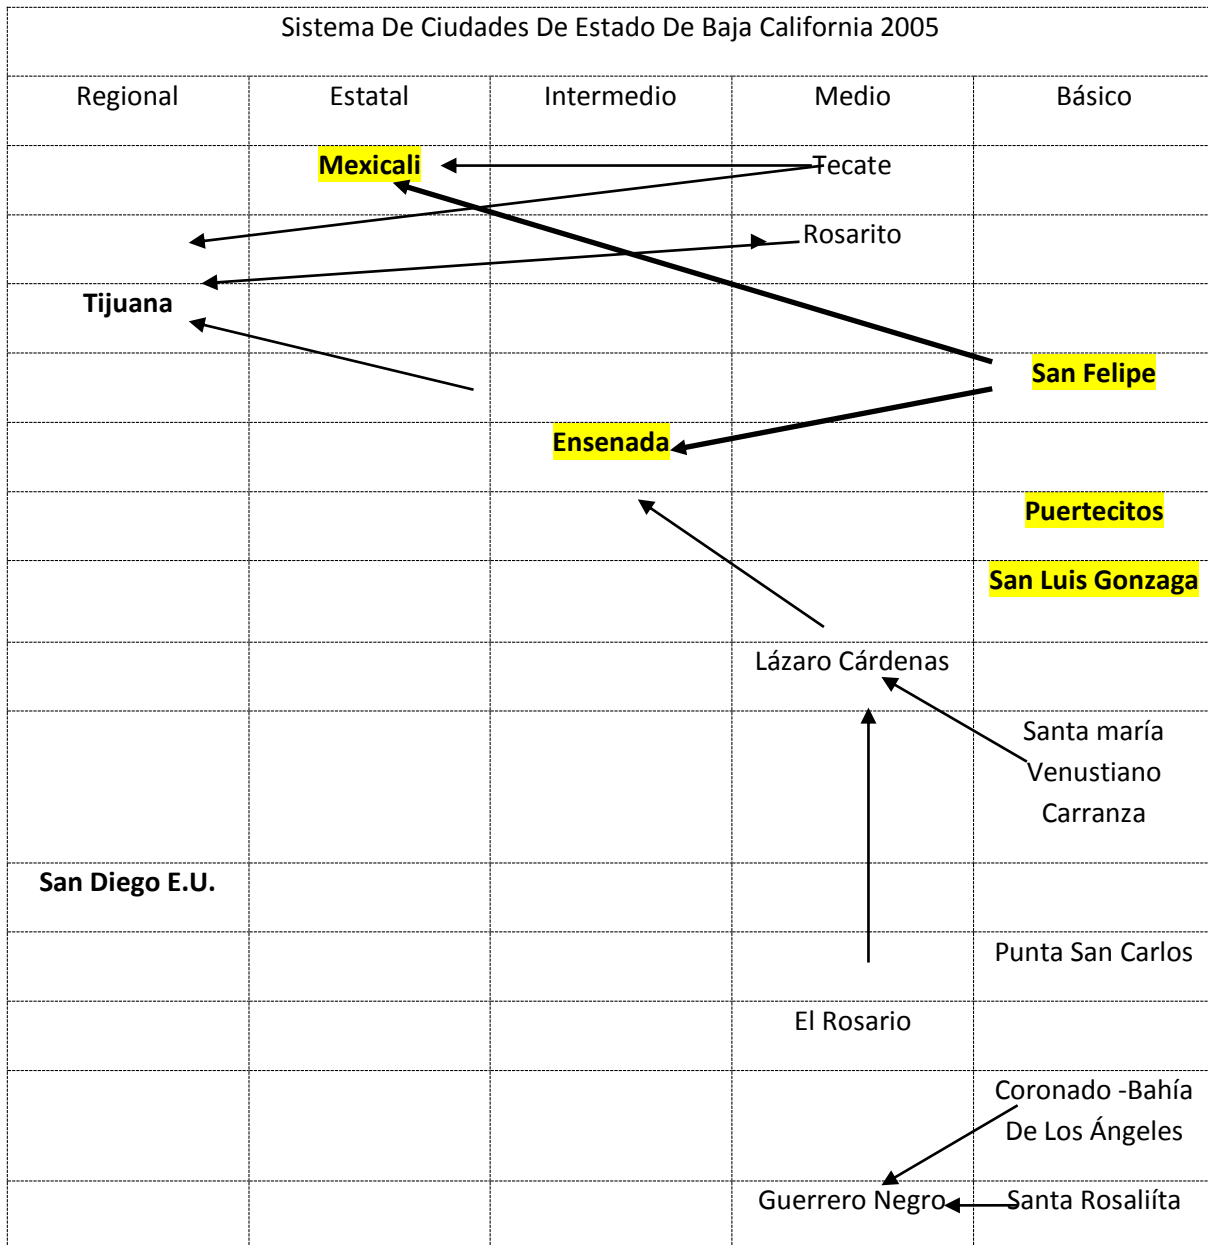 Sistema De Ciudades De Estado De Baja California 2005
Regional Estatal Intermedio Medio Básico
Mexicali Tecate
Rosarito
Tijuana
San Felipe
Ensenada
Puertecitos
San Luis Gonzaga
Lázaro Cárdenas
Santa maría
Venustiano
Carranza
San Diego E.U.
Punta San Carlos
El Rosario
Coronado -Bahía
De Los Ángeles
Guerrero Negro Santa Rosaliíta